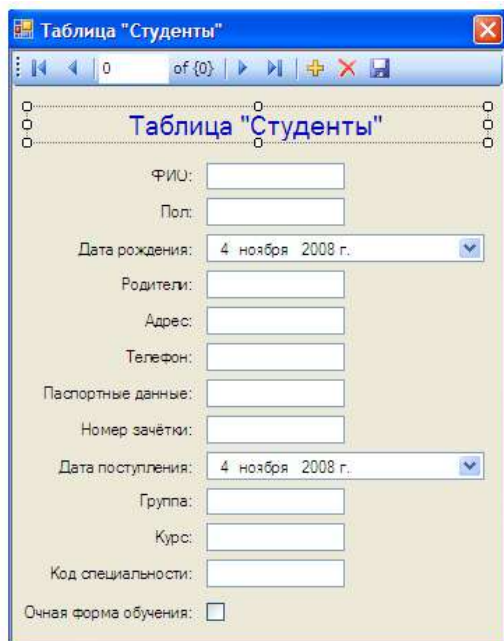 Таблица "Студенты"
0 of {0}
Таблица "Студенты"
ФИО:
Пол:
Дата рождения: 4 ноября 2008 г.
Родители:
Адрес:
Телефон:
Паспортные данные:
Номер зачётки:
Дата поступления: 4 ноября 2008 г.
Группа:
Курс:
Код специальности:
Очная форма обучения: